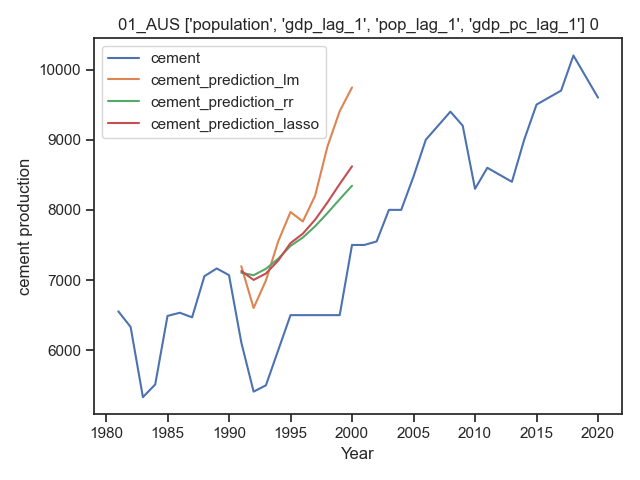 01_AUS ['population', 'gdp_lag_1', 'pop_lag_1', 'gdp_pc_lag_1'] 0
cement
cement_prediction_lm
cement_prediction_rr
cement_prediction_lasso
cement production
10000
9000
8000
7000
6000
1980 1985 1990 1995 2000 2005 2010 2015 2020
Year